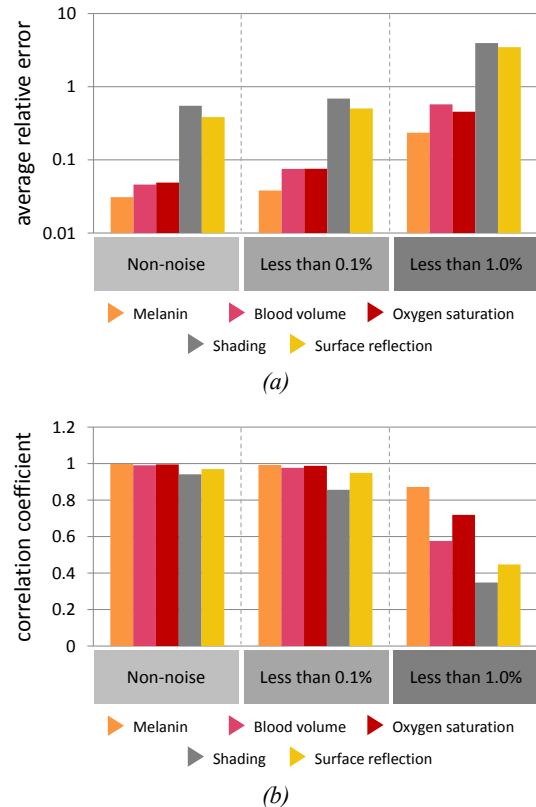 10
1
0.1
0.01
average relative error
Non-noise Less than 0.1% Less than 1.0%
Melanin Blood volume Oxygen saturation
Shading Surface reflection
(a)
1.2
1
0.8
0.6
0.4
0.2
0
correlation coefficient
Non-noise Less than 0.1% Less than 1.0%
Melanin Blood volume Oxygen saturation
Shading Surface reflection
(b)